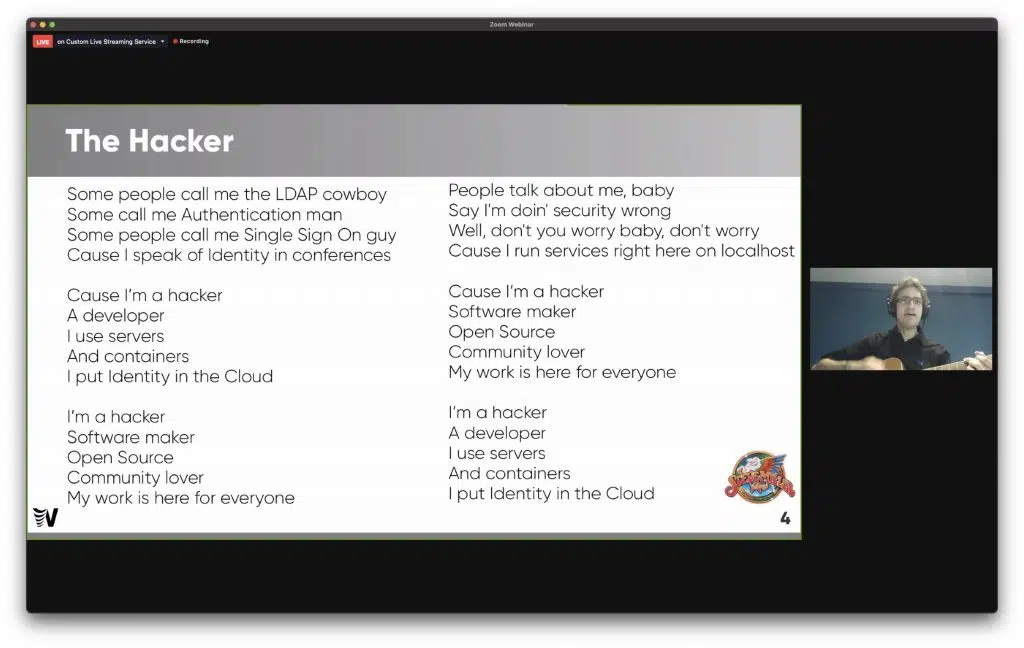 Zoom Webinar
LIVE on Custom Live Streaming Service Recording
The Hacker
Some people call me the LDAP cowboy
Some call me Authentication man
Some people call me Single Sign On guy
Cause I speak of Identity in conferences
Cause I'm a hacker
A developer
I use servers
And containers
I put Identity in the Cloud
I'm a hacker
Software maker
Open Source
Community lover
My work is here for everyone
People talk about me, baby
Say I'm doin' security wrong
Well, don't you worry baby, don't worry
Cause I run services right here on localhost
Cause I'm a hacker
Software maker
Open Source
Community lover
My work is here for everyone
I'm a hacker
A developer
I use servers
And containers
I put Identity in the Cloud
4